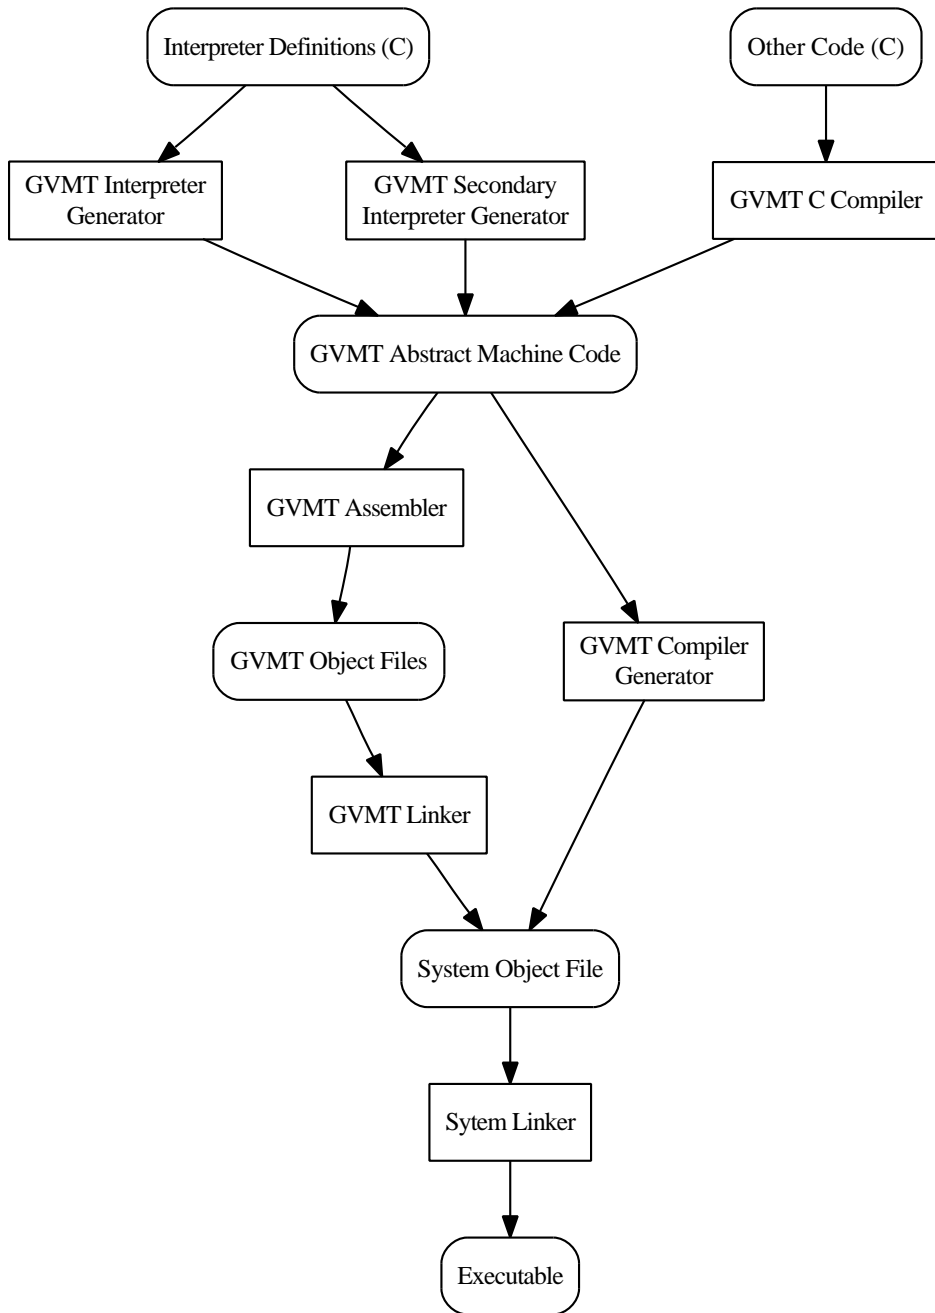 Interpreter Definitions (C)
Other Code (C)
GVMT Interpreter
Generator
GVMT Secondary
Interpreter Generator
GVMT C Compiler
GVMT Abstract Machine Code
GVMT Assembler
GVMT Object Files
GVMT Compiler
Generator
GVMT Linker
System Object File
Sytem Linker
Executable